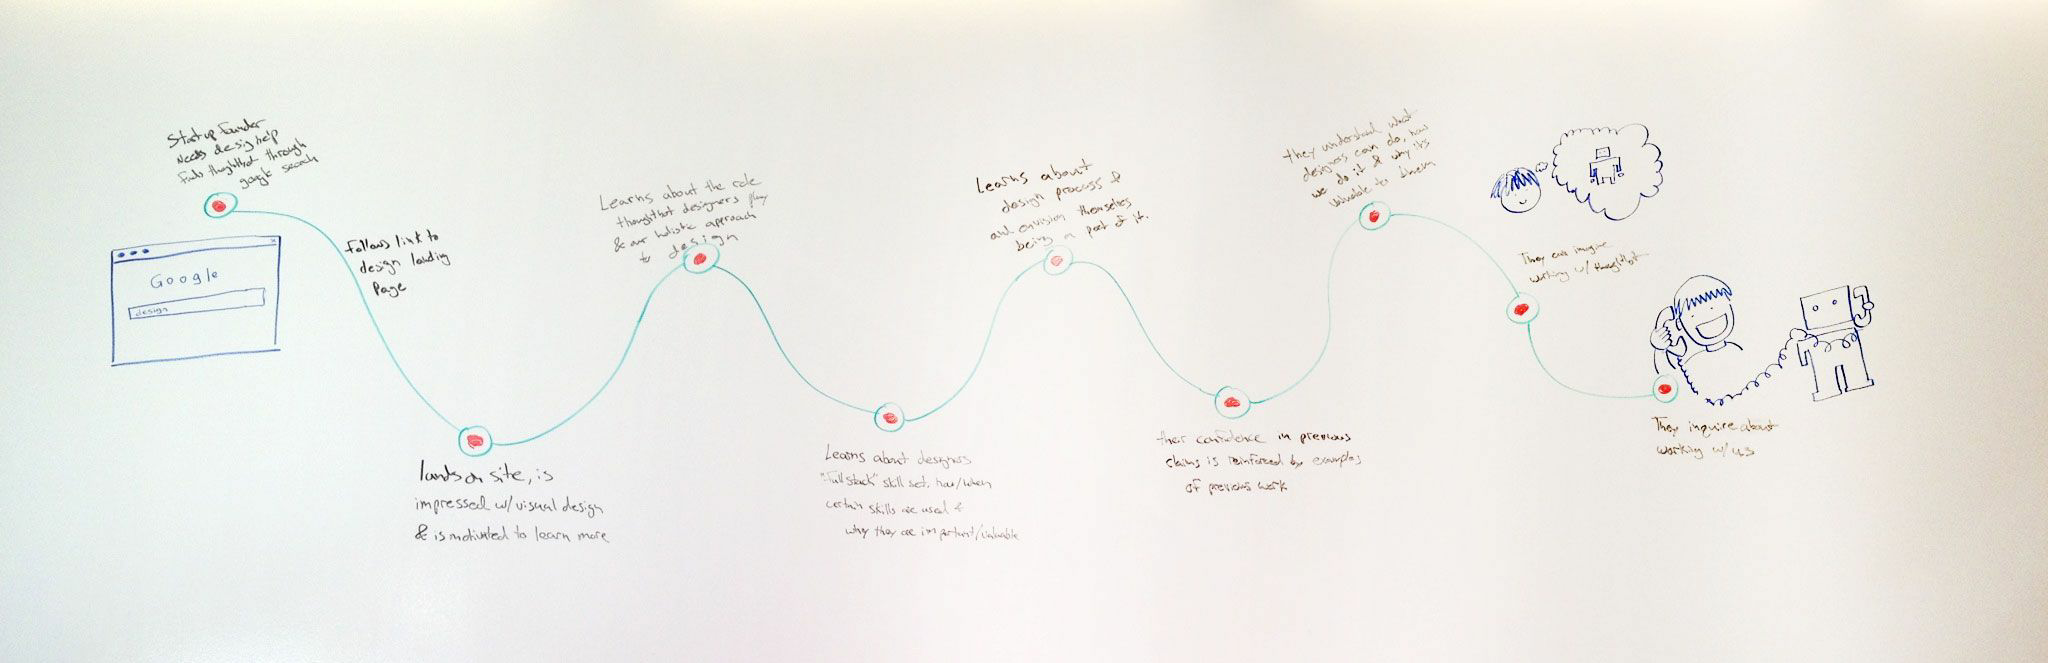 Startup founder
needs design help
finds thoughtbot through
google search
Google
design
follows link to
design landing
page
lands on site, is
impressed w/ visual design
& is motivated to learn more
Learns about the role
thoughtbot designers play
& our holistic approach
to design
Learns about designers
"full stack" skill set, how/when
certain skills are used &
why they are important/valuable
Learns about
design process &
and envision themselves
being a part of it.
their confidence in previous
claims is reinforced by examples
of previous work
they understand what
designers can do, how
we do it & why it's
valuable to them
They can imagine
working w/ thoughtbot
They inquire about
working w/ us